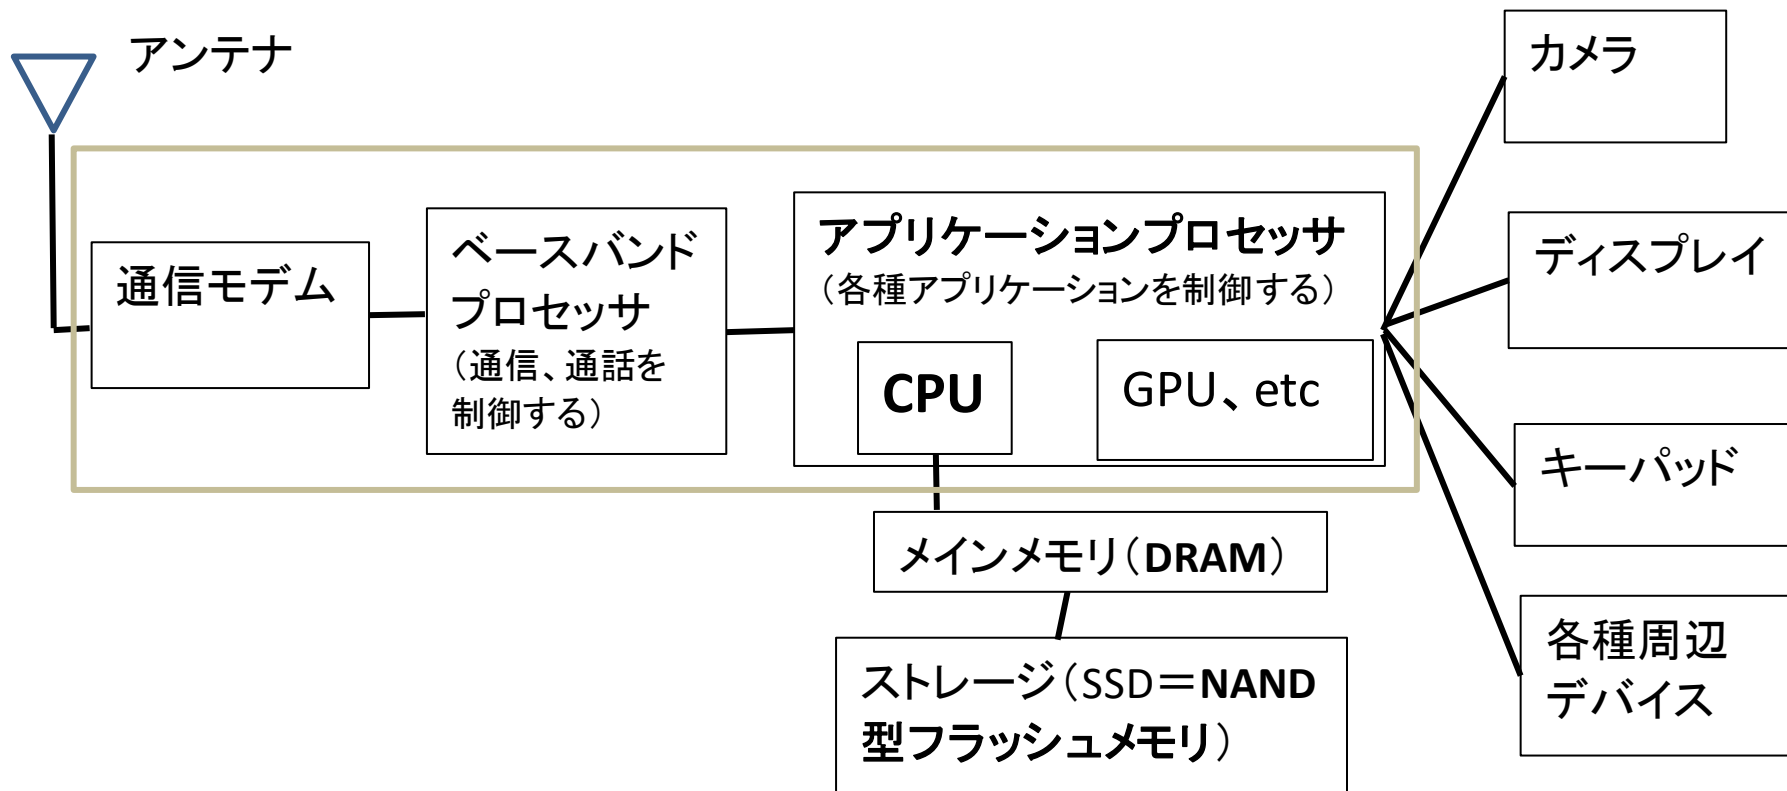 アンテナ
カメラ
通信モデム
ベースバンド
プロセッサ
（通信、通話を
制御する）
アプリケーションプロセッサ
（各種アプリケーションを制御する）
CPU
GPU、etc
ディスプレイ
キーパッド
メインメモリ（DRAM）
各種周辺
デバイス
ストレージ（SSD＝NAND
型フラッシュメモリ）